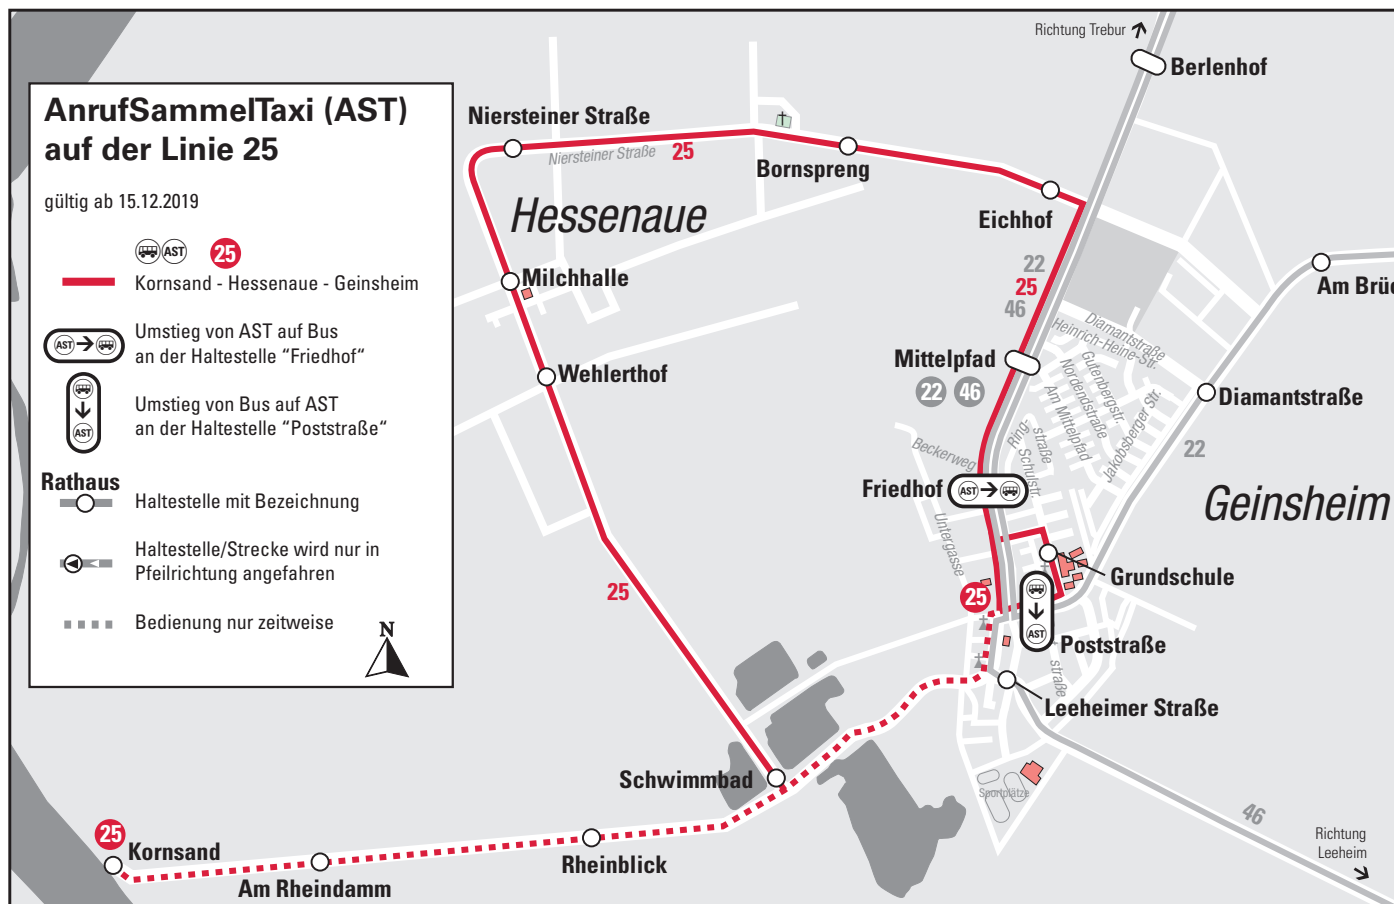 AnrufSammelTaxi (AST)
auf der Linie 25
gültig ab 15.12.2019
AST
25
Kornsand - Hessenaue - Geinsheim
AST
Umstieg von AST auf Bus
an der Haltestelle “Friedhof“
AST
Umstieg von Bus auf AST
an der Haltestelle “Poststraße“
Rathaus
Haltestelle mit Bezeichnung
Haltestelle/Strecke wird nur in
Pfeilrichtung angefahren
Bedienung nur zeitweise
N
Richtung Trebur
Berlenhof
Niersteiner Straße
Niersteiner Straße
25
Bornspreng
Eichhof
Hessenaue
22
25
46
Milchhalle
Am Brüc
Diamantstraße
Heinrich-Heine-Str.
Mittelpfad
22
46
Gutenbergstr.
Nordendstraße
Am Mittelpfad
Jakobsberger Str.
Wehlerthof
Diamantstraße
22
Ring-
straße
Schulstr.
Beckerweg
Friedhof
AST
Geinsheim
Untergasse
Grundschule
25
25
AST
Poststraße
straße
Leeheimer Straße
Schwimmbad
Sportplätze
46
Richtung
Leeheim
25
Kornsand
Am Rheindamm
Rheinblick